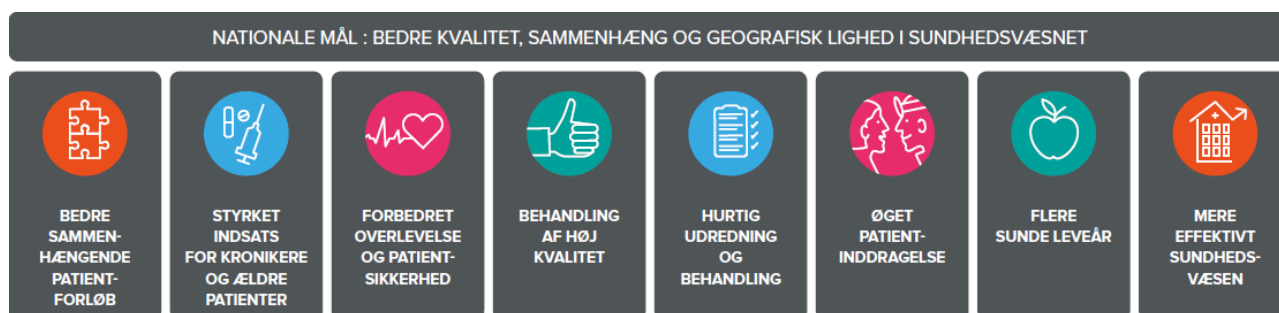 NATIONALE MÅL : BEDRE KVALITET, SAMMENHÆNG OG GEOGRAFISK LIGHED I SUNDHEDSVÆSNET
BEDRE
SAMMEN-
HÆNGENDE
PATIENT-
FORLØB
STYRKET
INDSATS
FOR KRONIKERE
OG ÆLDRE
PATIENTER
FORBEDRET
OVERLEVELSE
OG PATIENT-
SIKKERHED
BEHANDLING
AF HØJ
KVALITET
HURTIG
UDREDNING
OG
BEHANDLING
ØGET
PATIENT-
INDDRAGELSE
FLERE
SUNDE LEVEÅR
MERE
EFFEKTIVT
SUNDHEDS-
VÆSEN